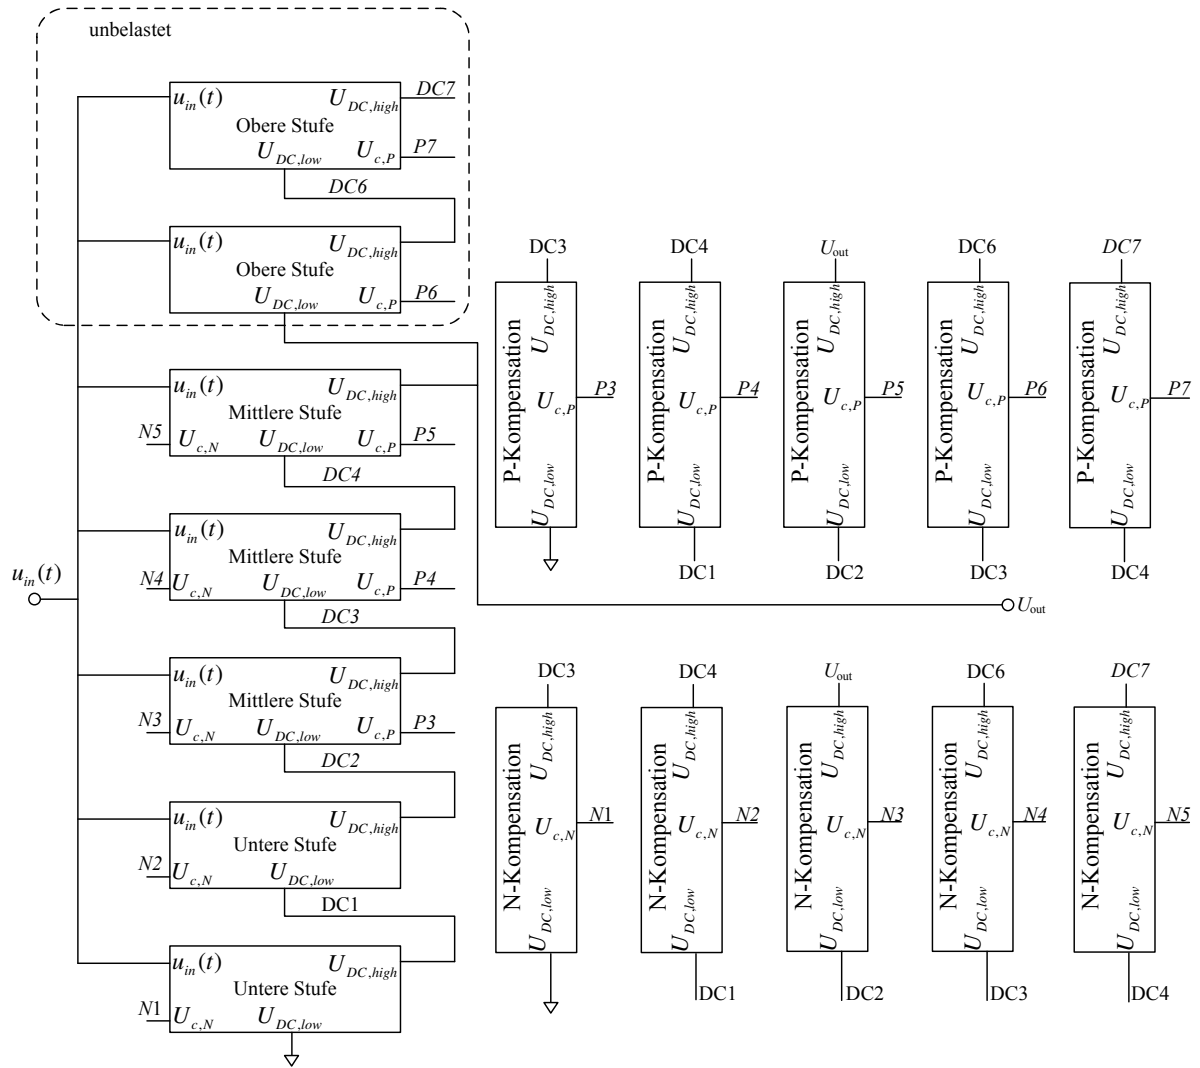 unbelastet
u_in(t) U_DC,high DC7
Obere Stufe
U_DC,low U_c,P P7
DC6
u_in(t) U_DC,high
Obere Stufe
U_DC,low U_c,P P6
u_in(t) U_DC,high
Mittlere Stufe
N5 U_c,N U_DC,low U_c,P P5
DC4
u_in(t) U_DC,high
Mittlere Stufe
N4 U_c,N U_DC,low U_c,P P4
DC3
u_in(t)
u_in(t) U_DC,high
Mittlere Stufe
N3 U_c,N U_DC,low U_c,P P3
DC2
u_in(t) U_DC,high
Untere Stufe
N2 U_c,N U_DC,low
DC1
u_in(t) U_DC,high
Untere Stufe
N1 U_c,N U_DC,low
DC3
P-Kompensation
U_DC,high
U_c,P P3
U_DC,low
DC4
P-Kompensation
U_DC,high
U_c,P P4
U_DC,low
DC1
U_out
P-Kompensation
U_DC,high
U_c,P P5
U_DC,low
DC2
DC6
P-Kompensation
U_DC,high
U_c,P P6
U_DC,low
DC3
DC7
P-Kompensation
U_DC,high
U_c,P P7
U_DC,low
DC4
U_out
DC3
N-Kompensation
U_DC,high
U_c,N N1
U_DC,low
DC4
N-Kompensation
U_DC,high
U_c,N N2
U_DC,low
DC1
U_out
N-Kompensation
U_DC,high
U_c,N N3
U_DC,low
DC2
DC6
N-Kompensation
U_DC,high
U_c,N N4
U_DC,low
DC3
DC7
N-Kompensation
U_DC,high
U_c,N N5
U_DC,low
DC4